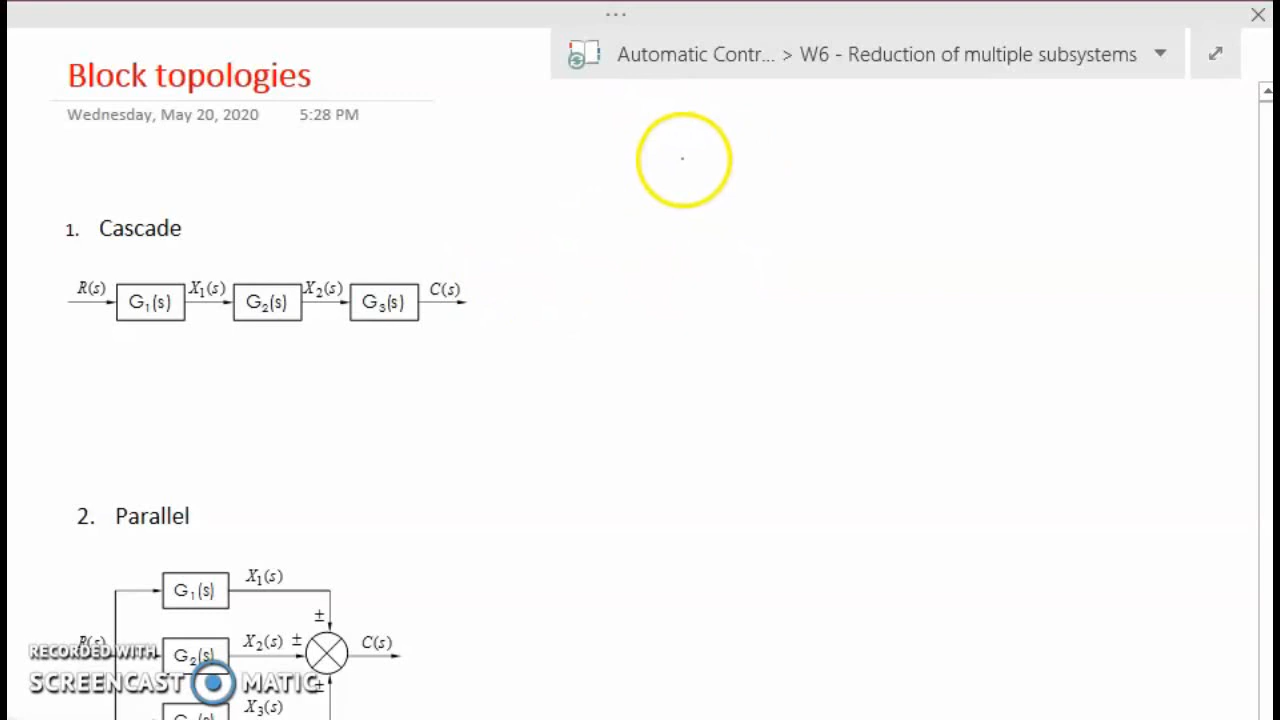 ...
Automatic Contr... > W6 - Reduction of multiple subsystems
Block topologies
Wednesday, May 20, 2020 5:28 PM
1. Cascade
R(s) G₁(s) X₁(s) G₂(s) X₂(s) G₃(s) C(s)
2. Parallel
G₁(s) X₁(s)
±
R(s) G₂(s) X₂(s) ± C(s)
±
X₃(s)
RECORDED WITH
SCREENCAST MATIC